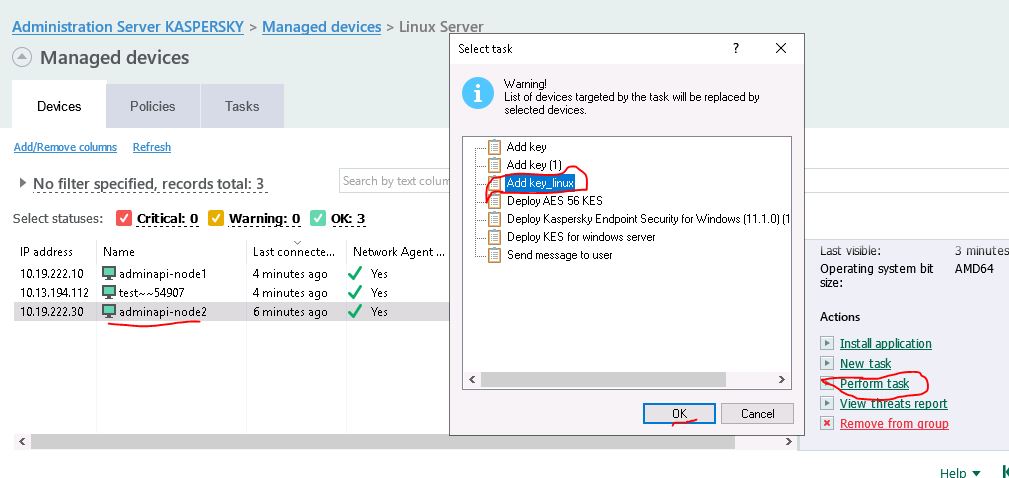 Administration Server KASPERSKY > Managed devices > Linux Server
Managed devices
Devices Policies Tasks
Add/Remove columns Refresh
No filter specified, records total: 3
Search by text colum
Select statuses: Critical: 0 Warning: 0 OK: 3
IP address Name Last connecte... Network Agent ...
10.19.222.10 adminapi-node1 4 minutes ago Yes
10.13.194.112 test~~54907 4 minutes ago Yes
10.19.222.30 adminapi-node2 6 minutes ago Yes
Select task
Warning!
List of devices targeted by the task will be replaced by
selected devices.
Add key
Add key (1)
Add key_linux
Deploy AES 56 KES
Deploy Kaspersky Endpoint Security for Windows (11.1.0) (1
Deploy KES for windows server
Send message to user
OK Cancel
Last visible: 3 minutes
Operating system bit AMD64
size:
Actions
Install application
New task
Perform task
View threats report
Remove from group
Help